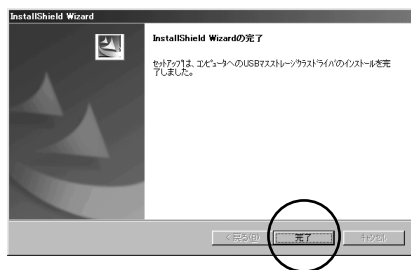 InstallShield Wizard
InstallShield Wizardの完了
ｾｯﾄｱｯﾌﾟは、ｺﾝﾋﾟｭｰﾀへのUSBマスストレージクラスドライバのインストールを完
了しました。
< 戻る(B)
完了
ｷｬﾝｾﾙ